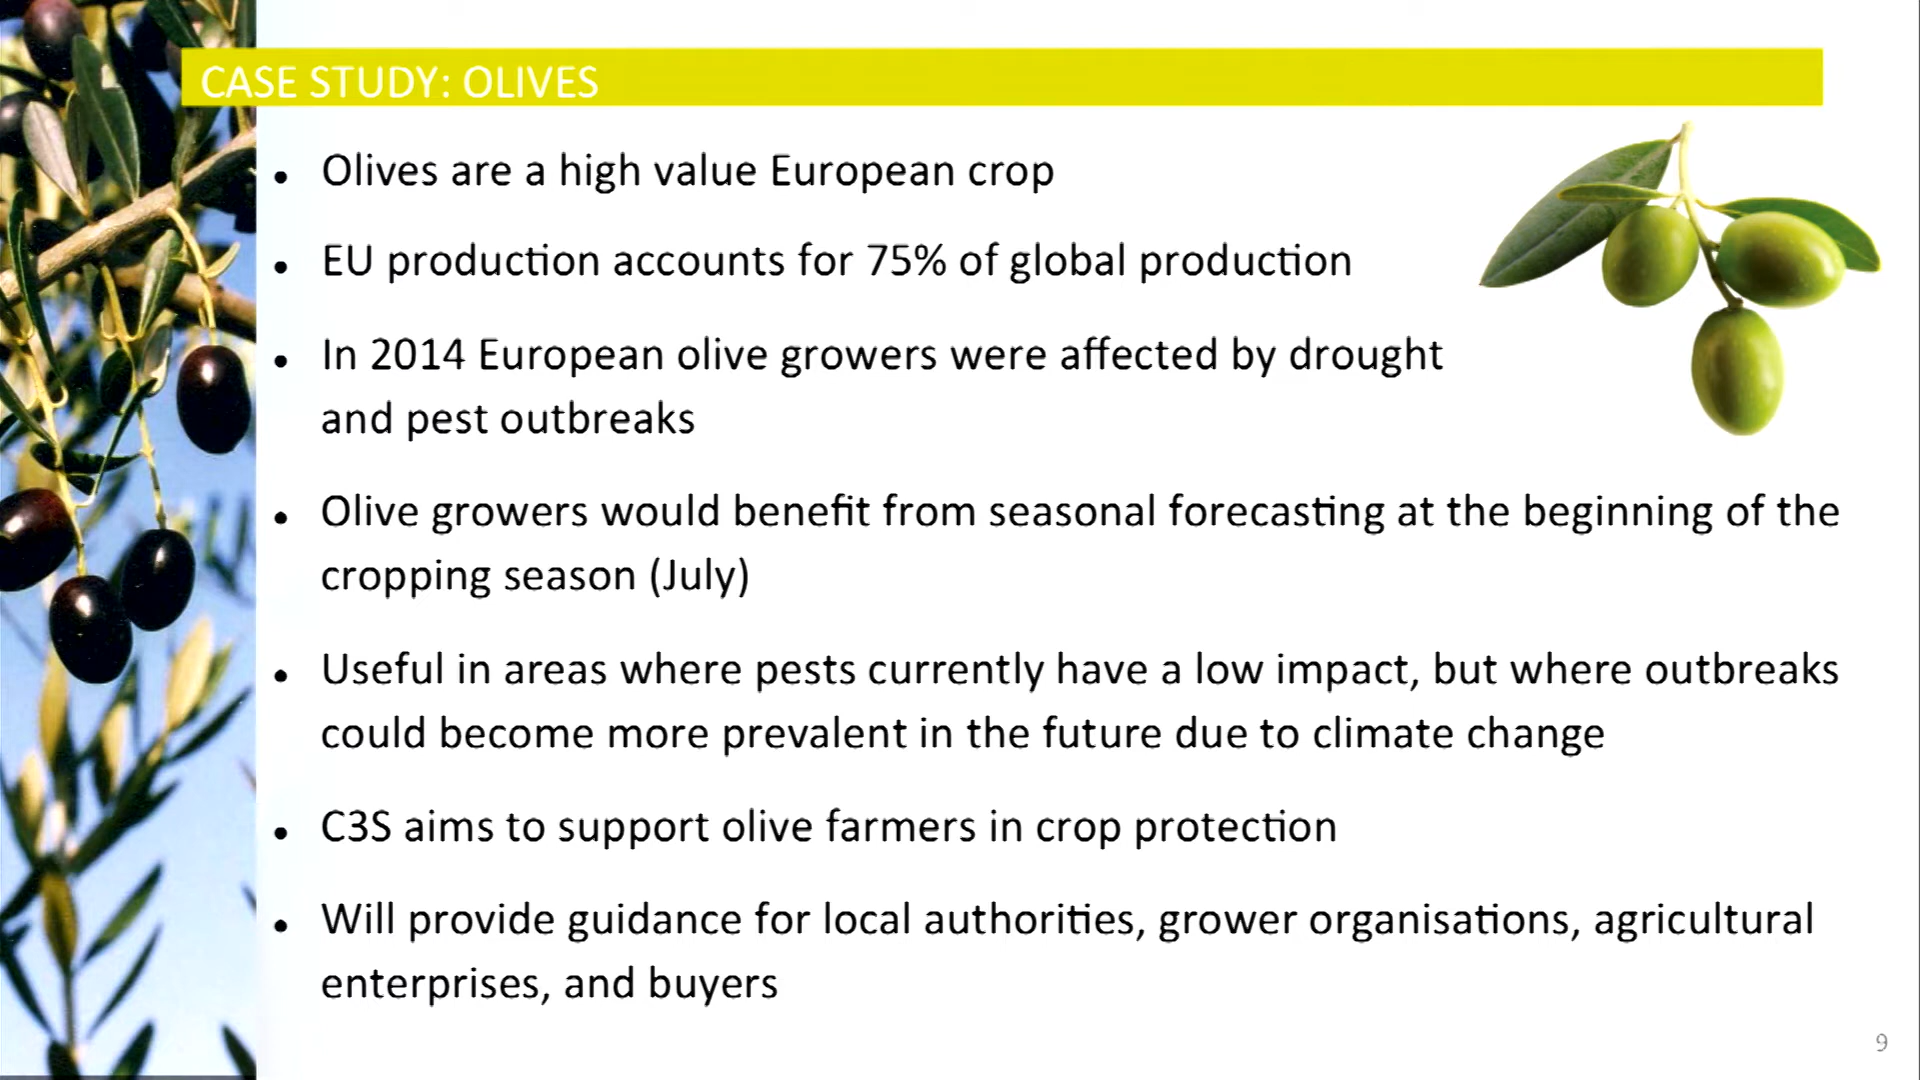 CASE STUDY: OLIVES
• Olives are a high value European crop
• EU production accounts for 75% of global production
• In 2014 European olive growers were affected by drought
and pest outbreaks
• Olive growers would benefit from seasonal forecasting at the beginning of the
cropping season (July)
• Useful in areas where pests currently have a low impact, but where outbreaks
could become more prevalent in the future due to climate change
• C3S aims to support olive farmers in crop protection
• Will provide guidance for local authorities, grower organisations, agricultural
enterprises, and buyers
9